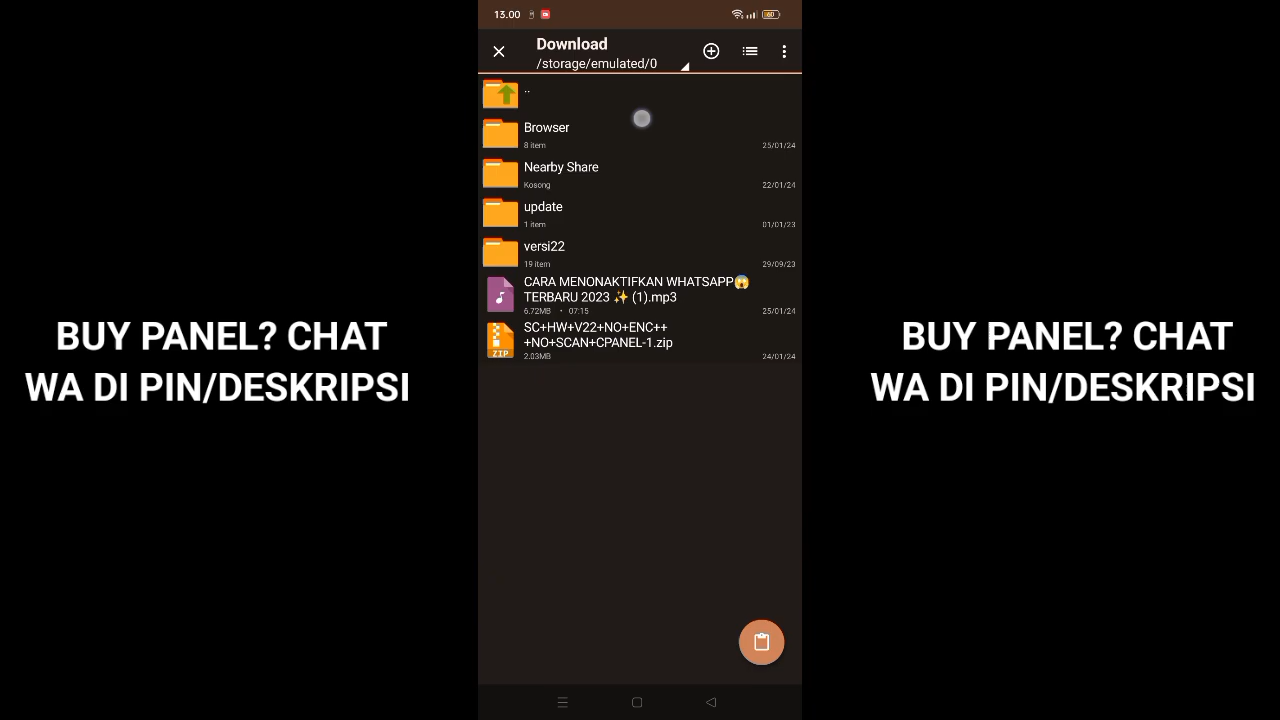 13.00
Download
/storage/emulated/0
..
Browser
8 item
25/01/24
Nearby Share
Kosong
22/01/24
update
1 item
01/01/23
versi22
19 item
29/09/23
CARA MENONAKTIFKAN WHATSAPP😱
TERBARU 2023 ✨ (1).mp3
6.72MB • 07:15
25/01/24
SC+HW+V22+NO+ENC++
+NO+SCAN+CPANEL-1.zip
ZIP
2.03MB
24/01/24
BUY PANEL? CHAT
WA DI PIN/DESKRIPSI
BUY PANEL? CHAT
WA DI PIN/DESKRIPSI